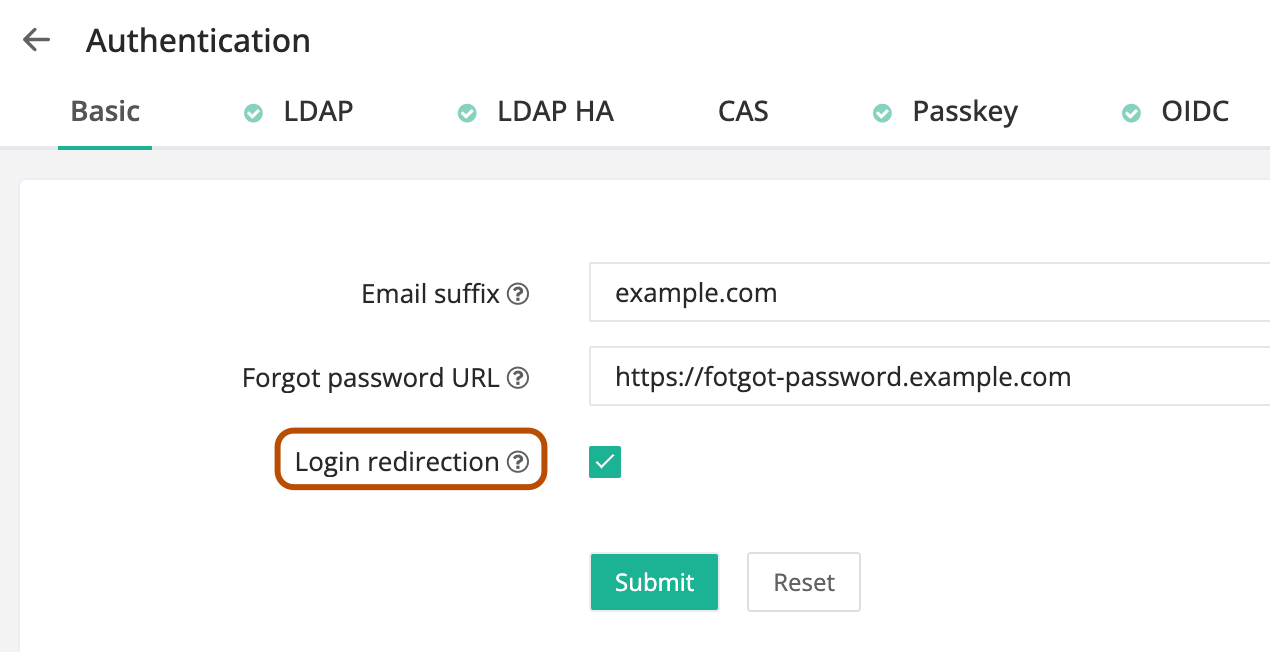 Authentication
Basic LDAP LDAP HA CAS Passkey OIDC
Email suffix ? example.com
Forgot password URL ? https://fotgot-password.example.com
Login redirection ?
Submit Reset